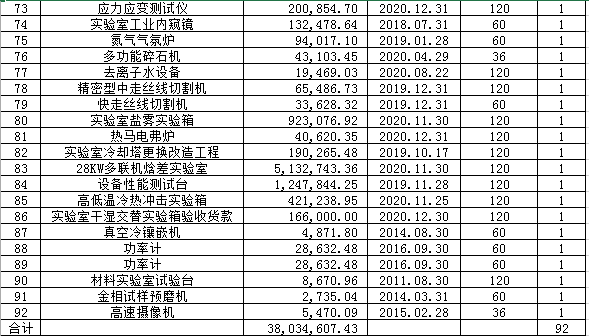 73 应力应变测试仪 200,854.70 2020.12.31 120 1
74 实验室工业内窥镜 132,478.64 2018.07.31 60 1
75 氮气气氛炉 94,017.10 2019.01.28 60 1
76 多功能碎石机 43,103.45 2020.04.29 36 1
77 去离子水设备 19,469.03 2020.08.22 120 1
78 精密型中走丝线切割机 65,486.73 2019.12.31 120 1
79 快走丝线切割机 33,628.32 2019.12.31 60 1
80 实验室盐雾实验箱 923,076.92 2020.11.30 120 1
81 热马电弗炉 40,620.35 2020.12.31 120 1
82 实验室冷却塔更换改造工程 190,265.48 2019.10.17 120 1
83 28KW多联机焓差实验室 5,132,743.36 2020.11.30 120 1
84 设备性能测试台 1,247,844.25 2019.11.28 120 1
85 高低温冷热冲击实验箱 421,238.95 2020.11.25 120 1
86 实验室干湿交替实验箱验收货款 166,000.00 2020.12.30 120 1
87 真空冷镶嵌机 4,871.80 2014.08.30 60 1
88 功率计 28,632.48 2016.09.30 60 1
89 功率计 28,632.48 2016.09.30 60 1
90 材料实验室试验台 8,670.96 2011.08.30 120 1
91 金相试样预磨机 2,735.04 2014.03.31 60 1
92 高速摄像机 5,470.09 2015.02.28 36 1
合计 38,034,607.43 92